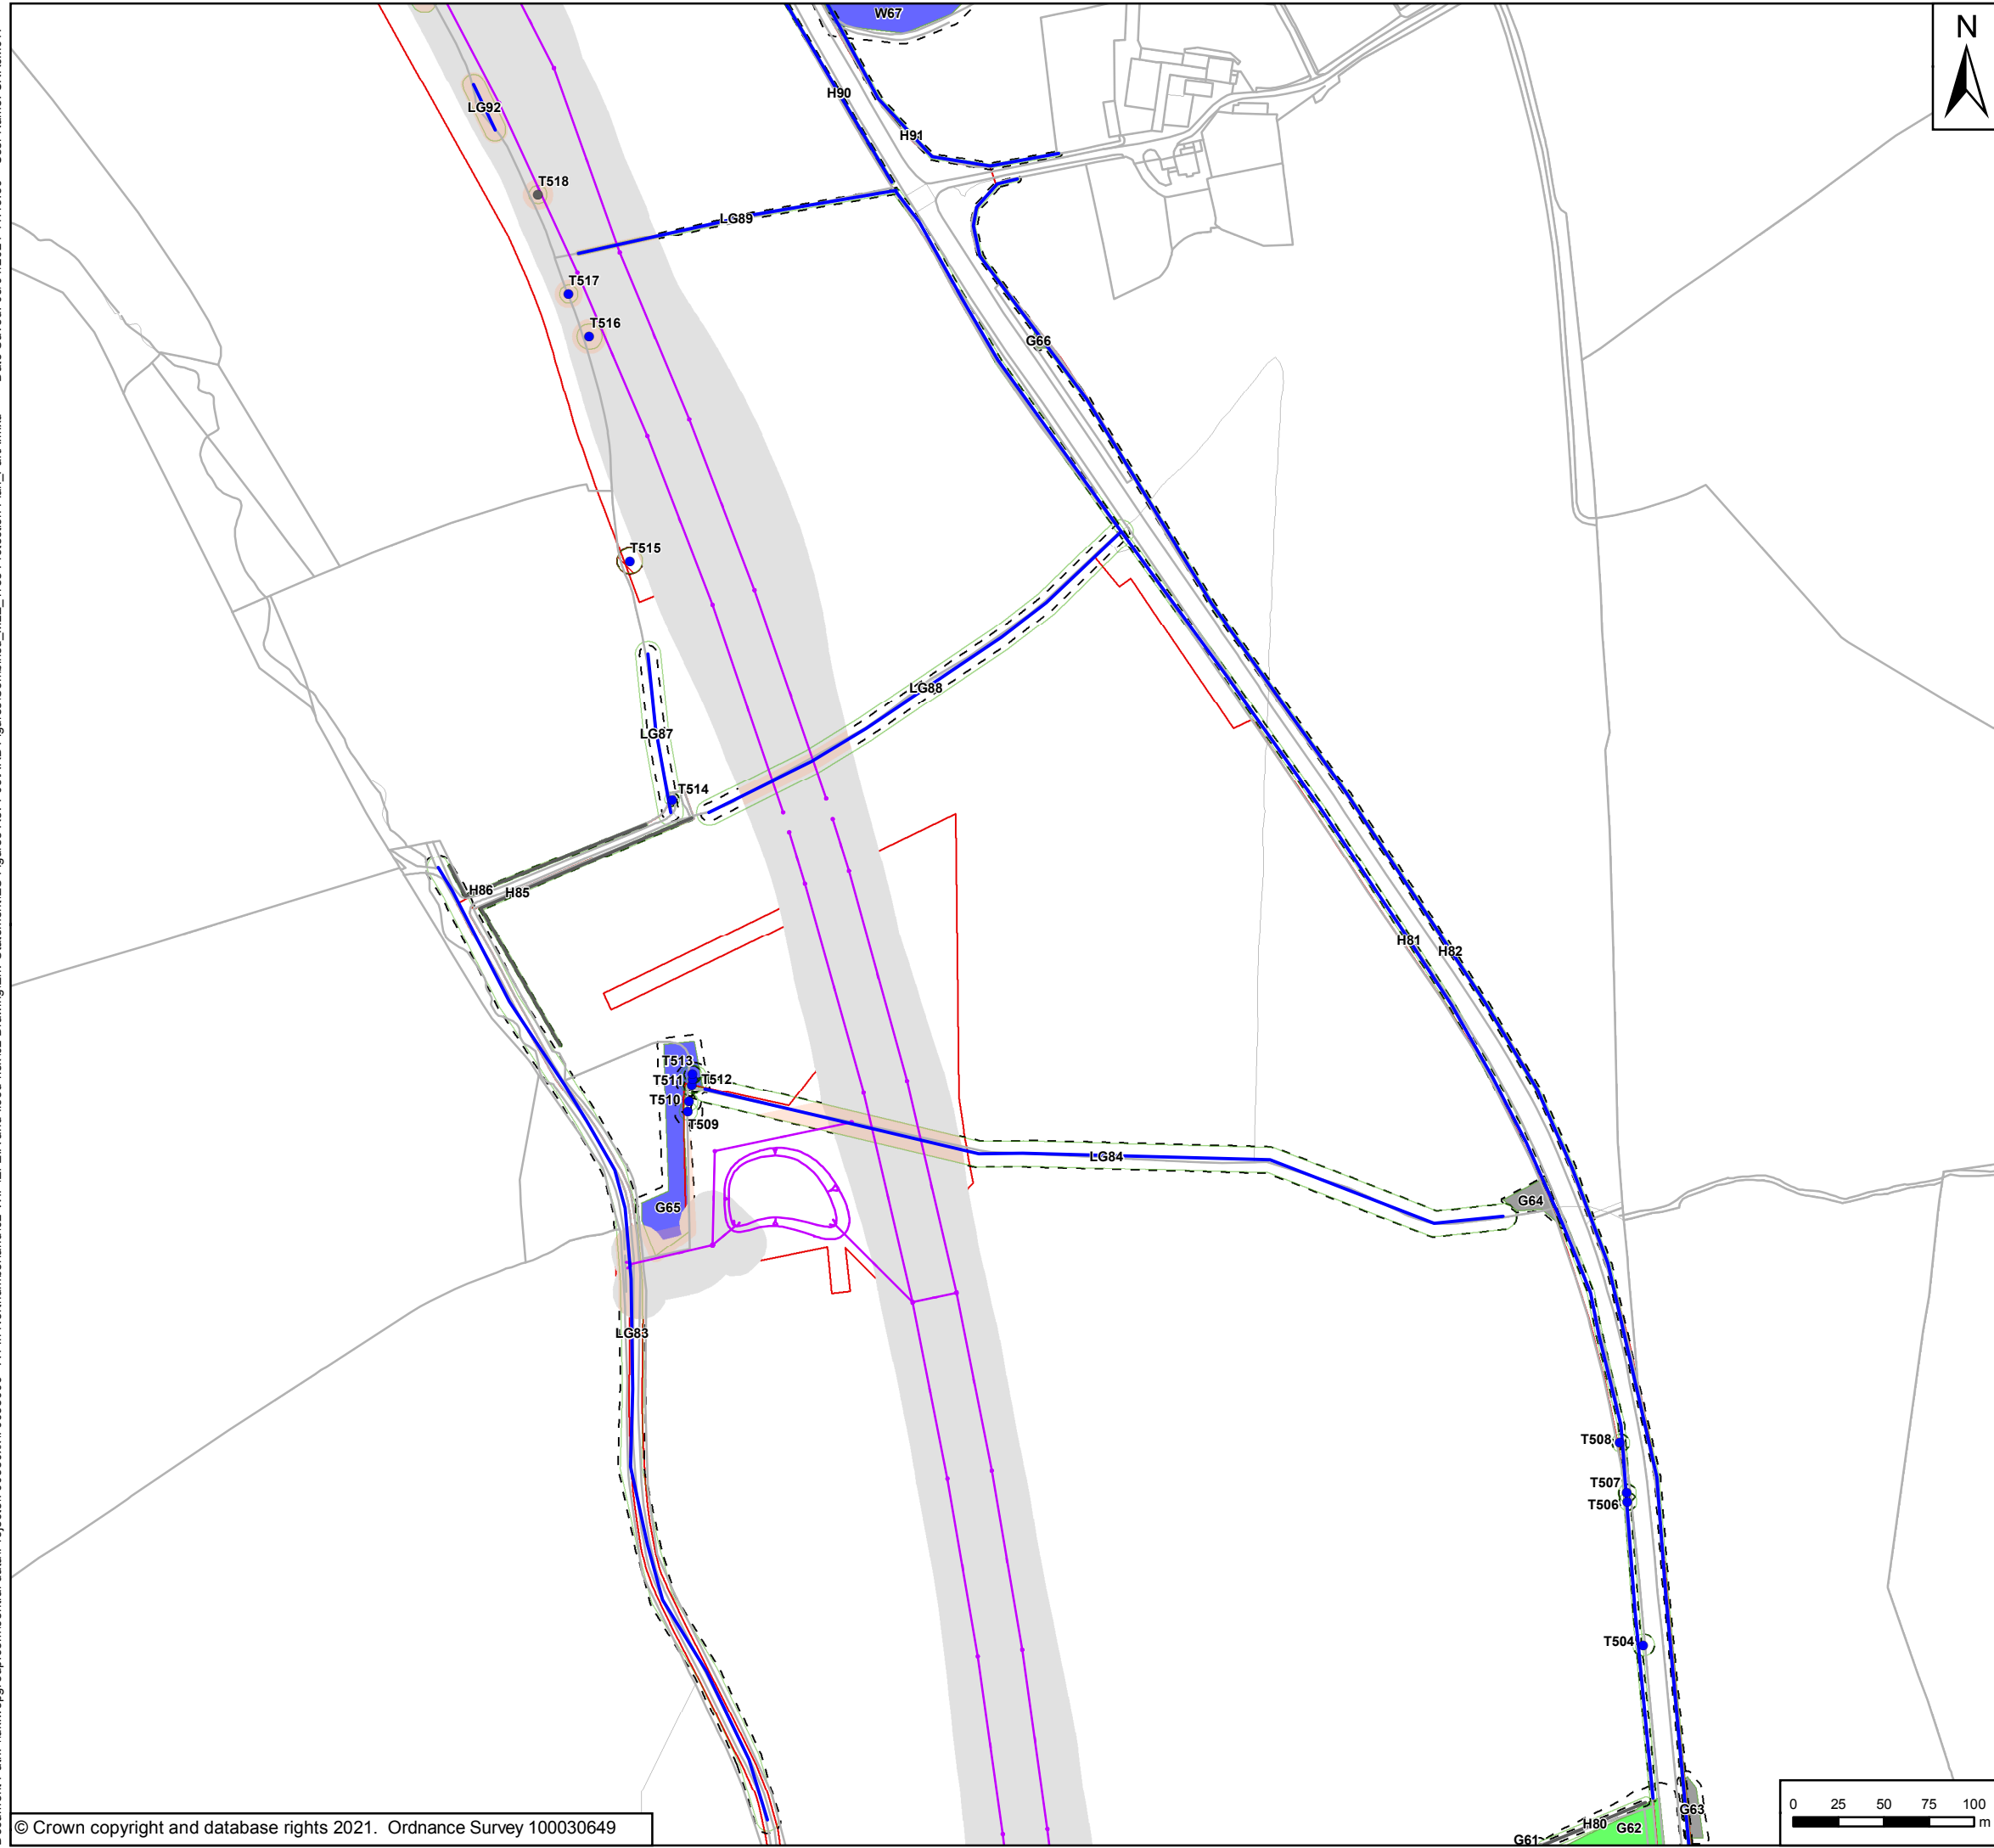 W67
N
H90
LG92
H91
T518
LG89
T517
T516
G66
T515
LG88
LG87
T514
H86
H85
H81
H82
T513
T511
T512
T510
T509
LG84
G64
G65
LG83
T508
T507
T506
T504
0 25 50 75 100
m
G63
H80
G62
G61
© Crown copyright and database rights 2021. Ordnance Survey 100030649